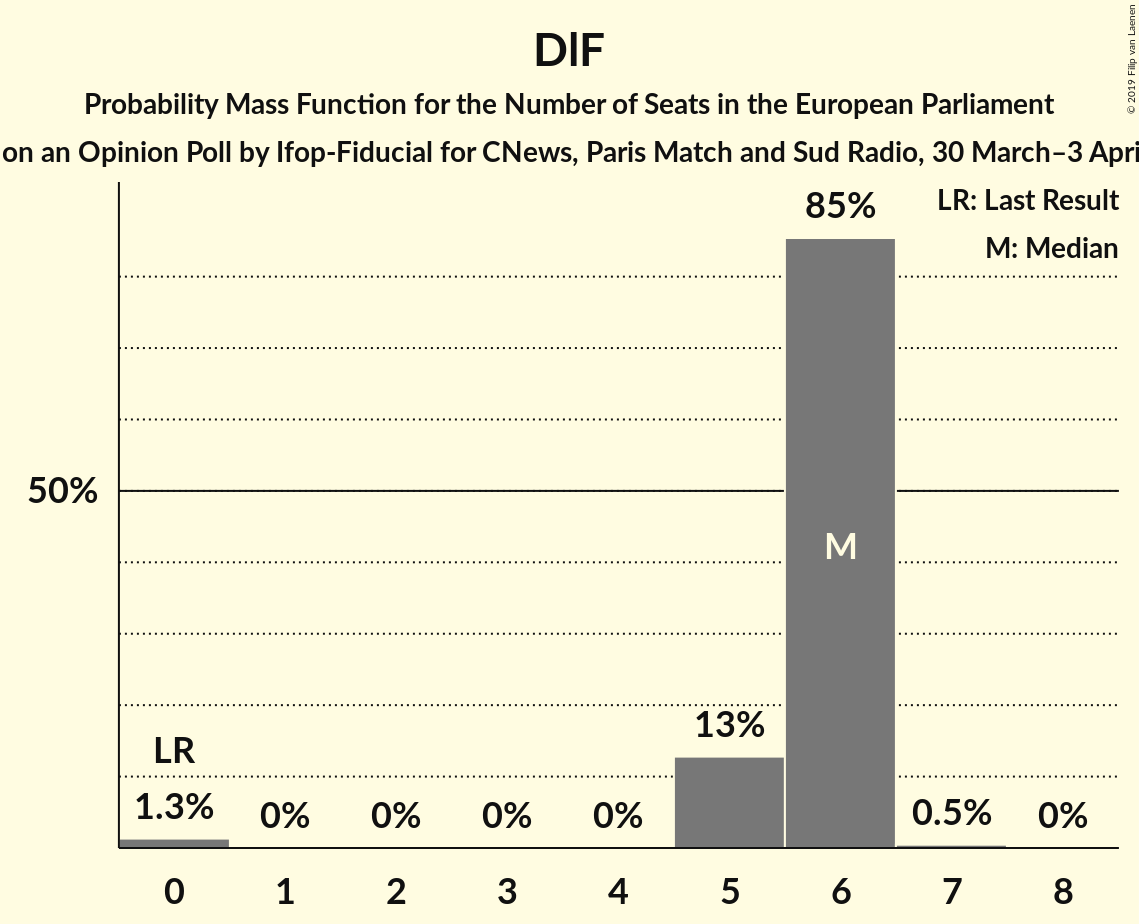 DlF
Probability Mass Function for the Number of Seats in the European Parliament
on an Opinion Poll by Ifop-Fiducial for CNews, Paris Match and Sud Radio, 30 March–3 Apri
© 2019 Filip van Laenen
LR: Last Result
M: Median
85%
50%
M
13%
LR
1.3%
0%
0%
0%
0%
0.5%
0%
0
1
2
3
4
5
6
7
8